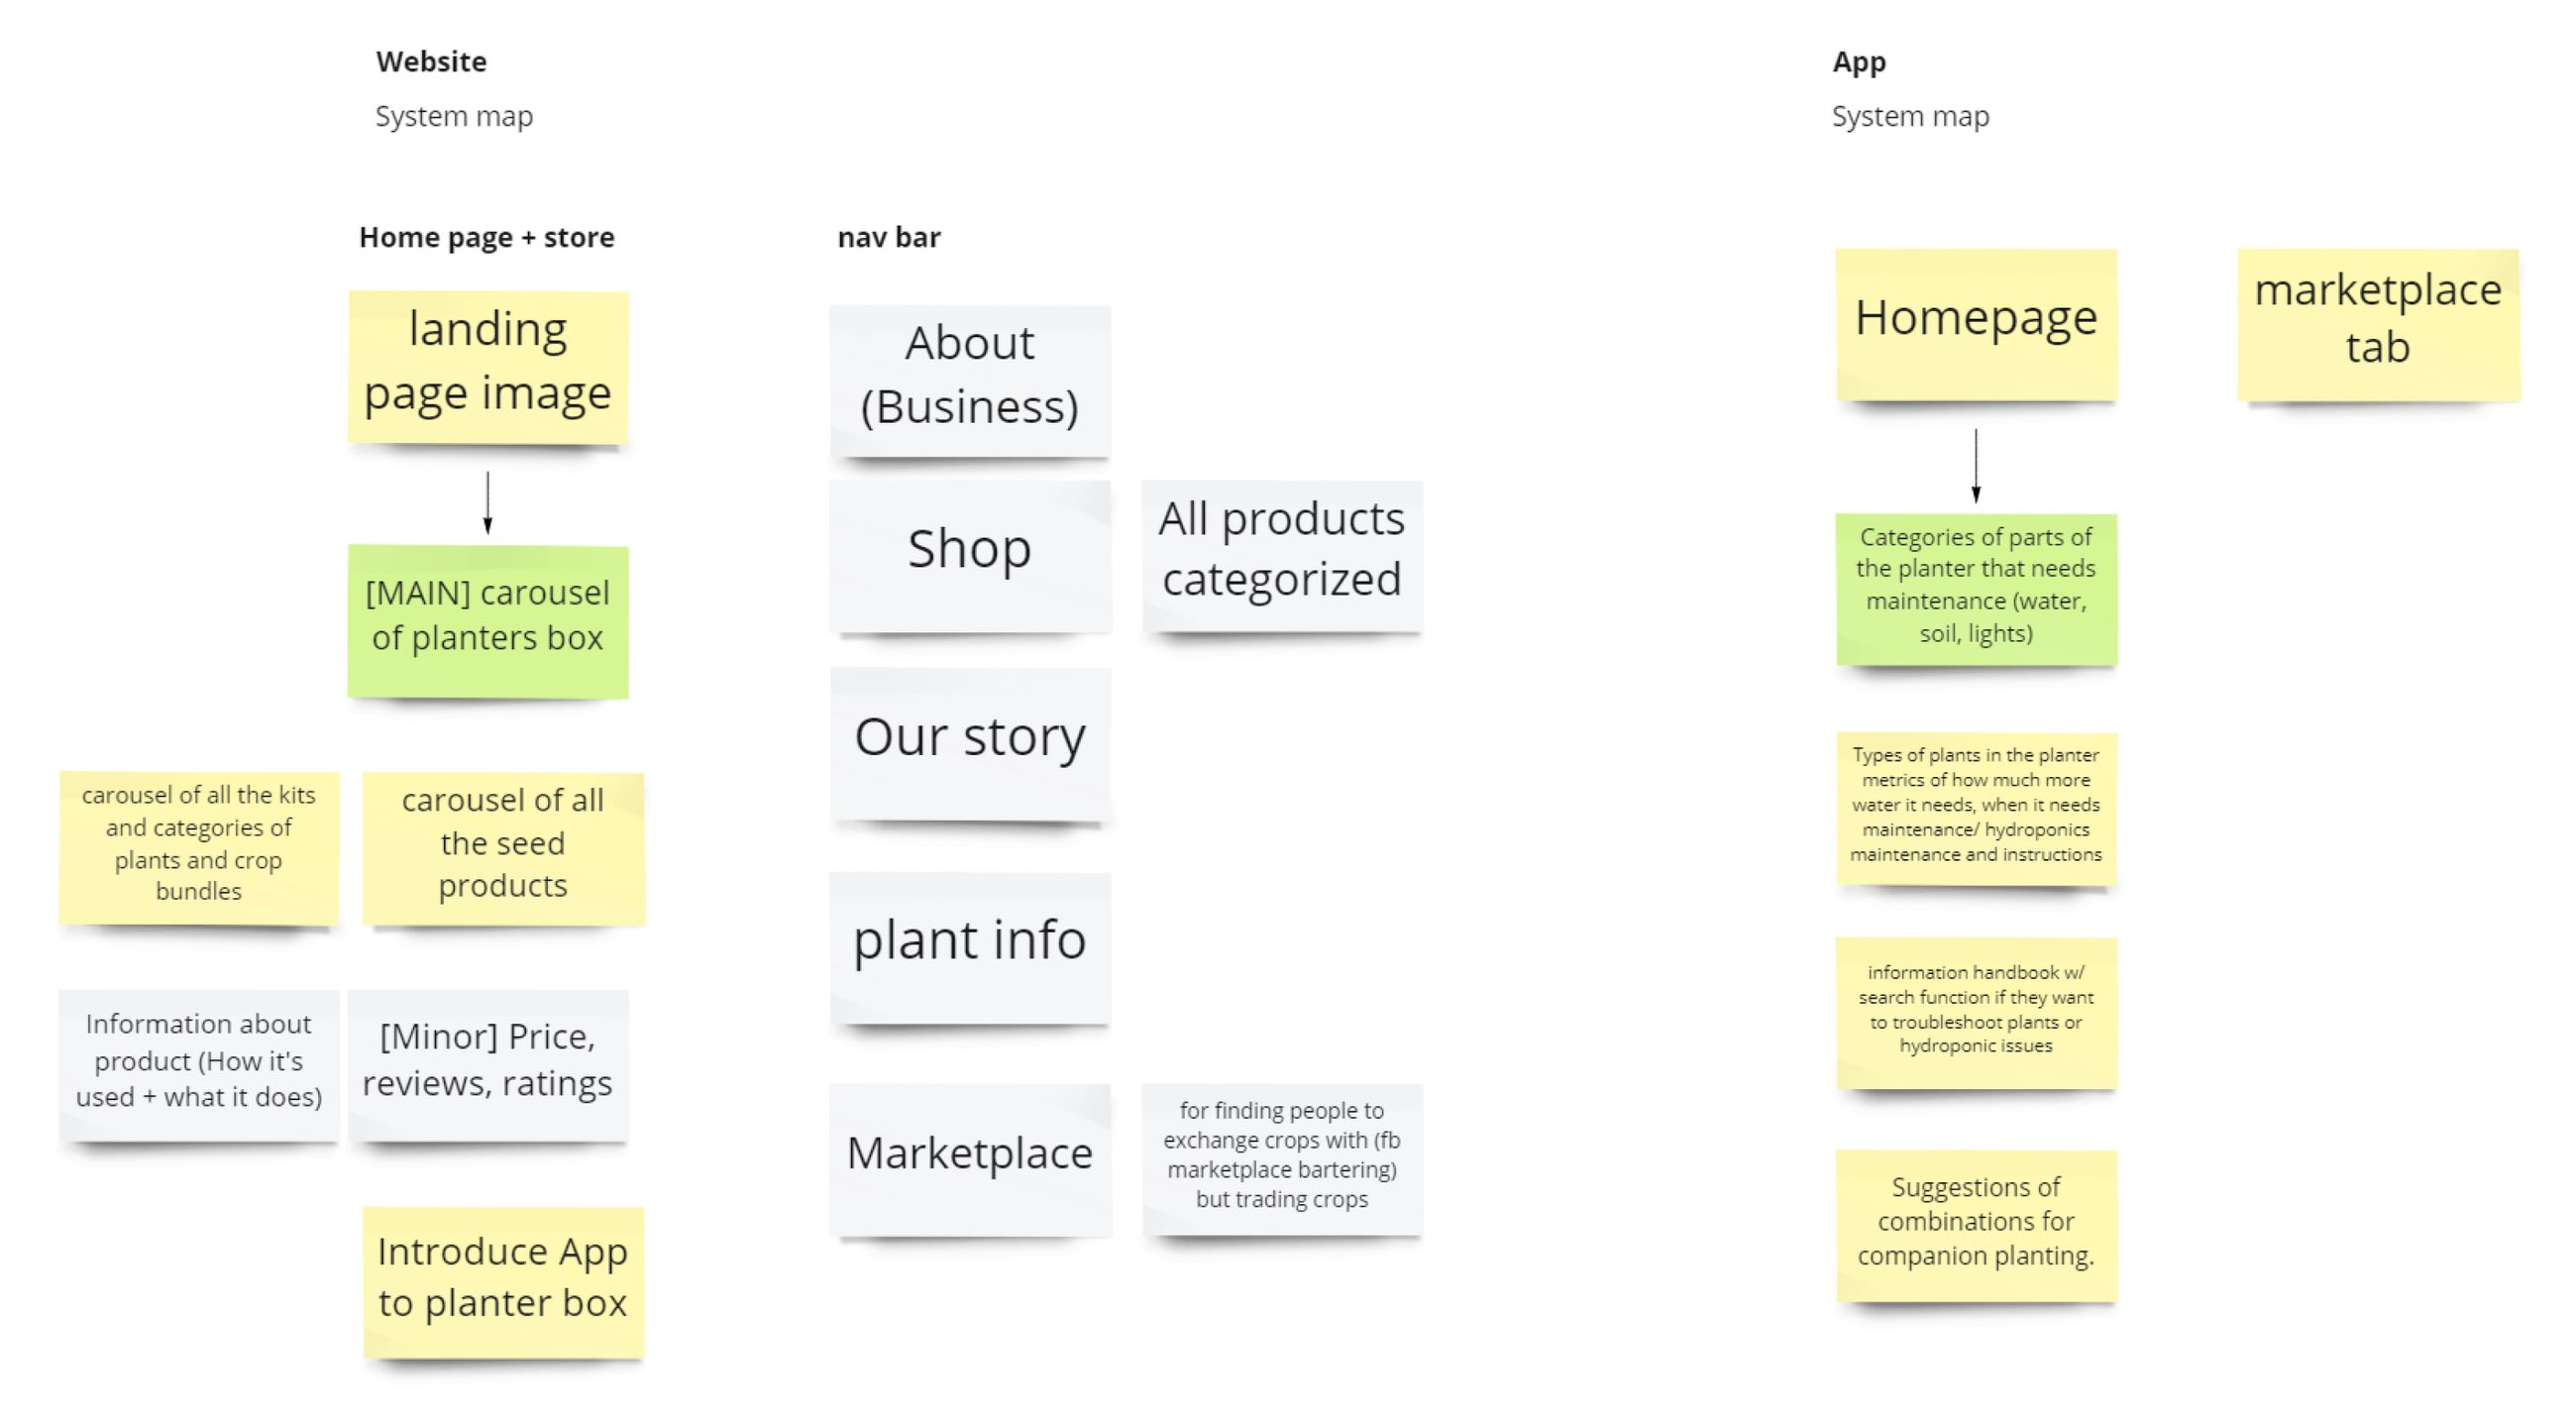 Website
System map
App
System map
Home page + store
nav bar
landing
page image
[MAIN] carousel
of planters box
carousel of all the kits
and categories of
plants and crop
bundles
carousel of all
the seed
products
Information about
product (How it's
used + what it does)
[Minor] Price,
reviews, ratings
Introduce App
to planter box
About
(Business)
Shop
All products
categorized
Our story
plant info
Marketplace
for finding people to
exchange crops with (fb
marketplace bartering)
but trading crops
Homepage
marketplace
tab
Categories of parts of
the planter that needs
maintenance (water,
soil, lights)
Types of plants in the planter
metrics of how much more
water it needs, when it needs
maintenance/ hydroponics
maintenance and instructions
information handbook w/
search function if they want
to troubleshoot plants or
hydroponic issues
Suggestions of
combinations for
companion planting.